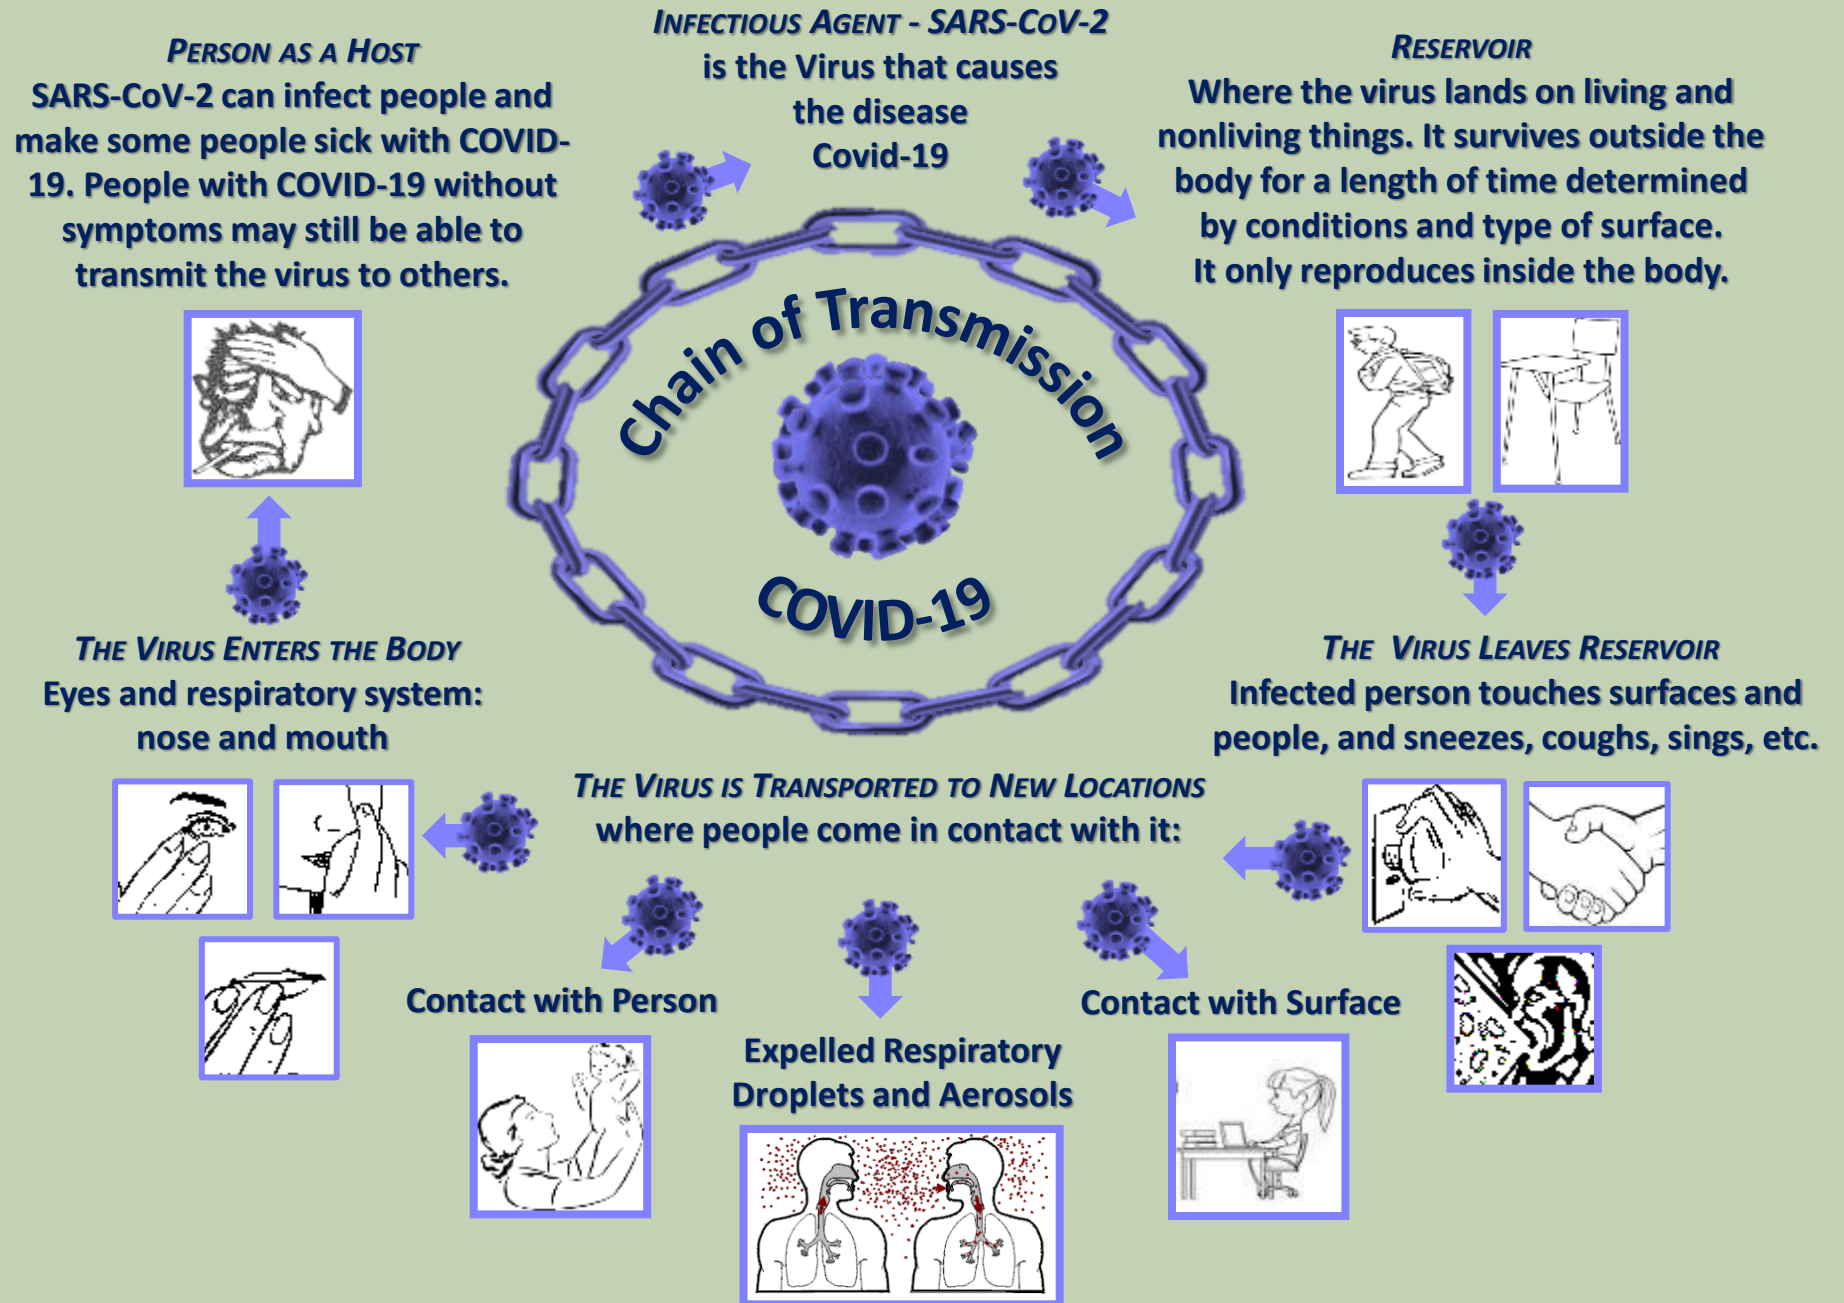 INFECTIOUS AGENT - SARS-COV-2
is the Virus that causes
the disease
Covid-19
RESERVOIR
Where the virus lands on living and
nonliving things. It survives outside the
body for a length of time determined
by conditions and type of surface.
It only reproduces inside the body.
THE VIRUS LEAVES RESERVOIR
Infected person touches surfaces and
people, and sneezes, coughs, sings, etc.
THE VIRUS IS TRANSPORTED TO NEW LOCATIONS
where people come in contact with it:
Contact with Person
Expelled Respiratory
Droplets and Aerosols
Contact with Surface
THE VIRUS ENTERS THE BODY
Eyes and respiratory system:
nose and mouth
PERSON AS A HOST
SARS-CoV-2 can infect people and
make some people sick with COVID-
19. People with COVID-19 without
symptoms may still be able to
transmit the virus to others.
Chain of Transmission
COVID-19